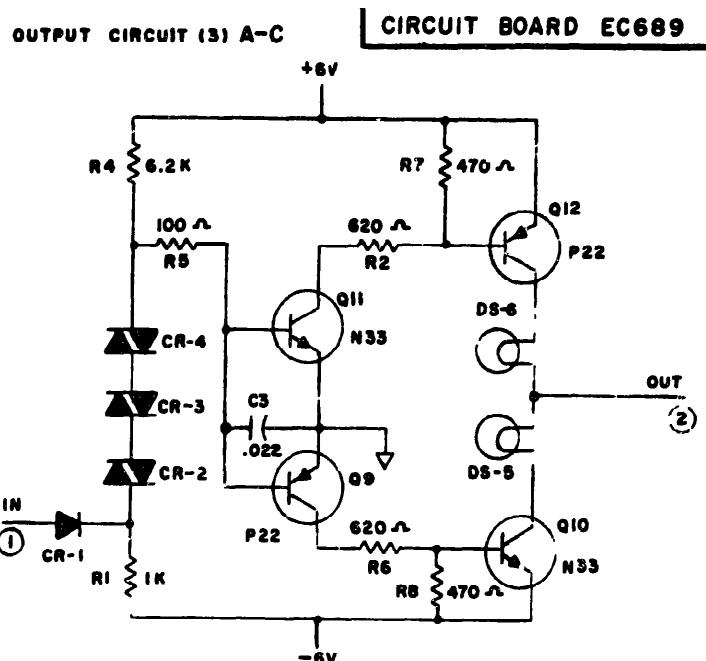 OUTPUT CIRCUIT (3) A-C
CIRCUIT BOARD EC689
+6V
R4 6.2K
R7 470 Ω
Q12
P22
100 Ω
R5
620 Ω
R2
Q11
N33
DS-6
CR-4
CR-3
CR-2
C3
.022
OUT
2
DS-5
Q9
P22
IN
1
CR-1
R1 1K
620 Ω
R6
Q10
N33
R8 470 Ω
-6V